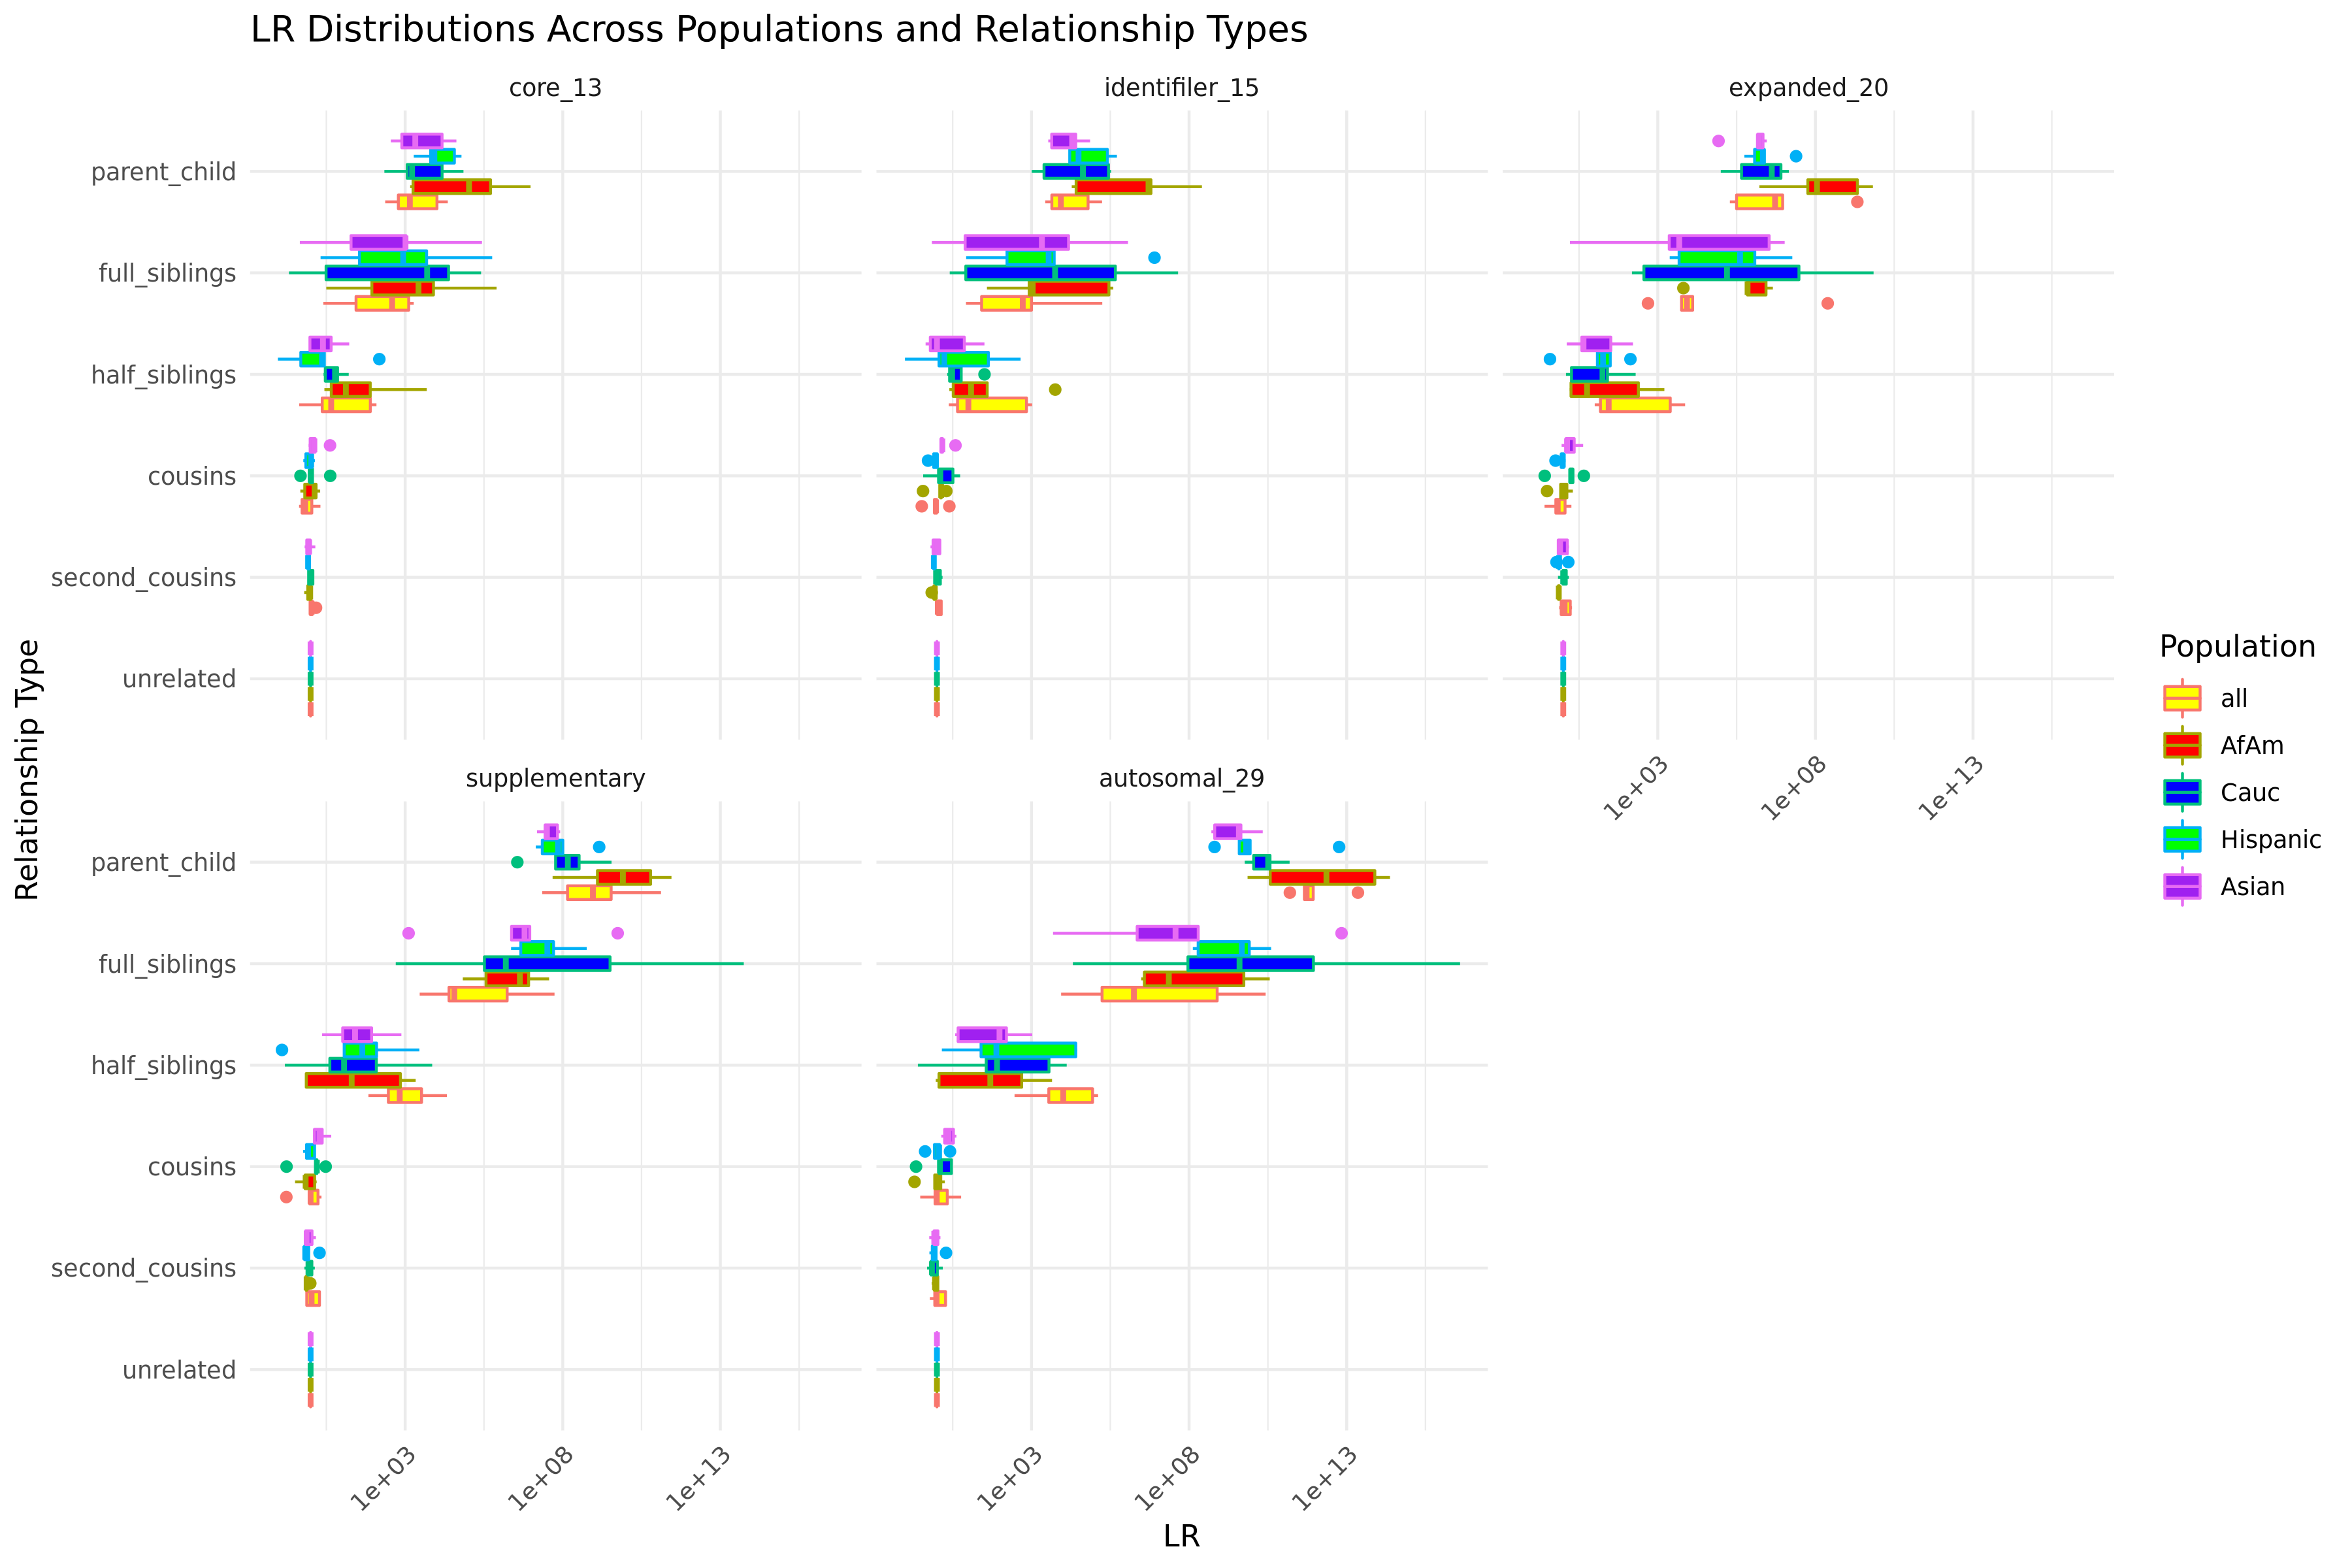 LR Distributions Across Populations and Relationship Types
core_13
identifiler_15
expanded_20
parent_child
full_siblings
half_siblings
cousins
second_cousins
unrelated
1e+03
1e+08
1e+13
supplementary
autosomal_29
parent_child
full_siblings
half_siblings
cousins
second_cousins
unrelated
1e+03
1e+08
1e+13
1e+03
1e+08
1e+13
LR
Relationship Type
Population
all
AfAm
Cauc
Hispanic
Asian